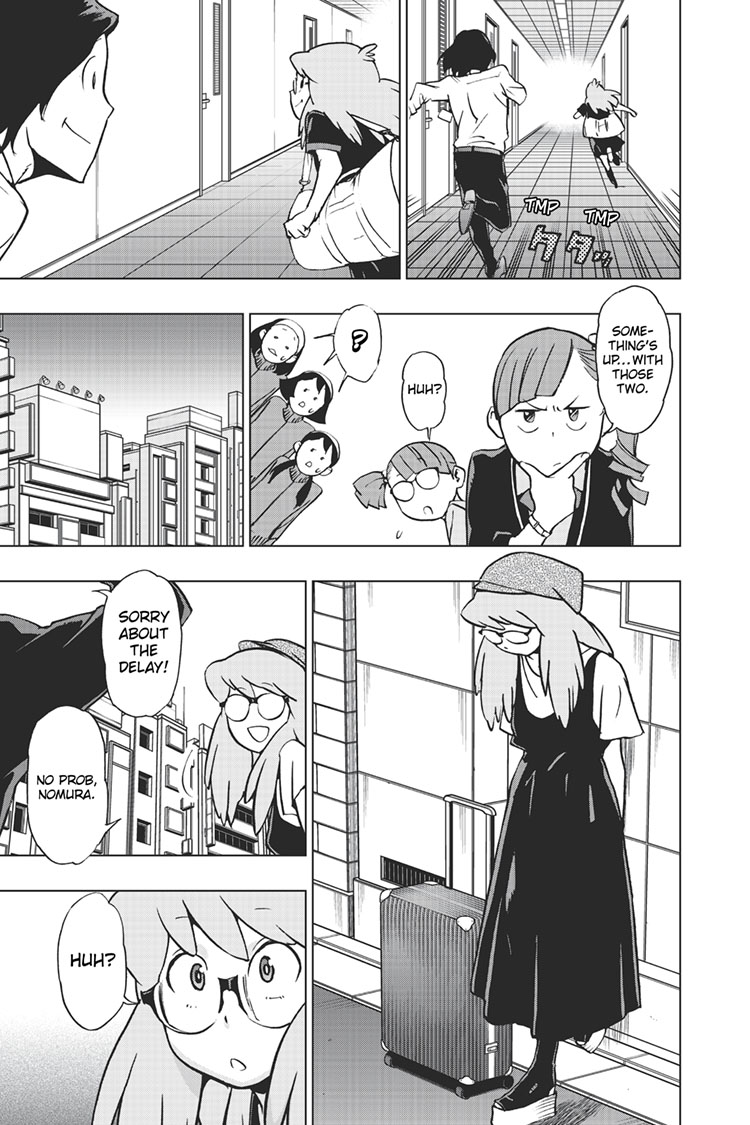 TMP
TMP
タタッ
SOME-
THING'S
UP...WITH
THOSE
TWO.
HUH?
?
SORRY
ABOUT
THE
DELAY!
NO PROB,
NOMURA.
HUH?